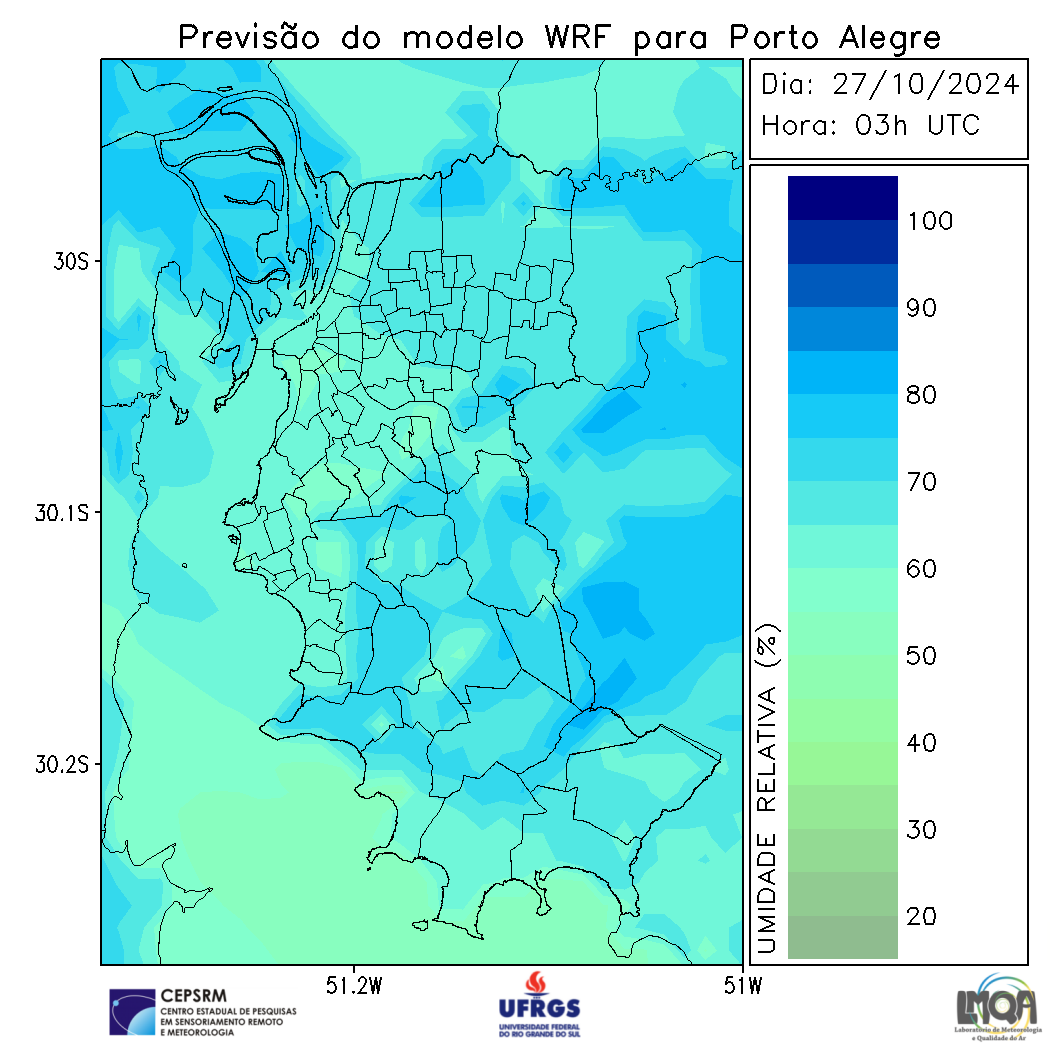 Previsão do modelo WRF para Porto Alegre
Dia: 27/10/2024
Hora: 03h UTC
100
90
80
70
60
50
40
30
20
UMIDADE RELATIVA (%)
30S
30.1S
30.2S
51.2W
51W
CEPSRM
CENTRO ESTADUAL DE PESQUISAS
EM SENSORIAMENTO REMOTO
E METEOROLOGIA
UFRGS
UNIVERSIDADE FEDERAL
DO RIO GRANDE DO SUL
LMQA
Laboratório de Meteorologia
e Qualidade do Ar